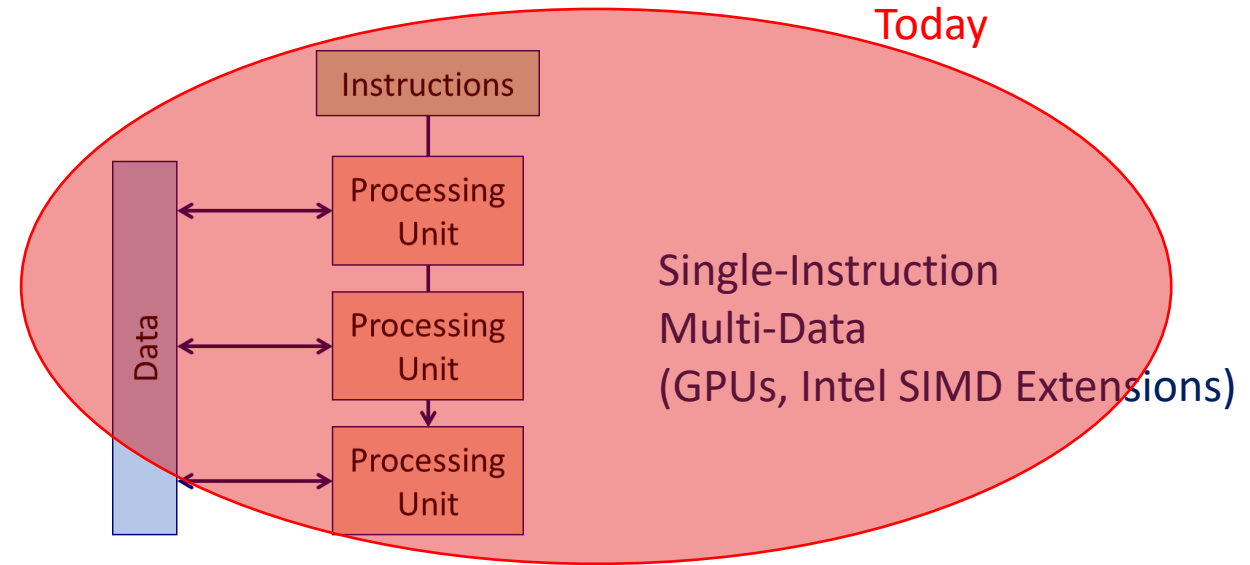 Today
Instructions
Processing
Unit
Data
Processing
Unit
Processing
Unit
Single-Instruction
Multi-Data
(GPUs, Intel SIMD Extensions)